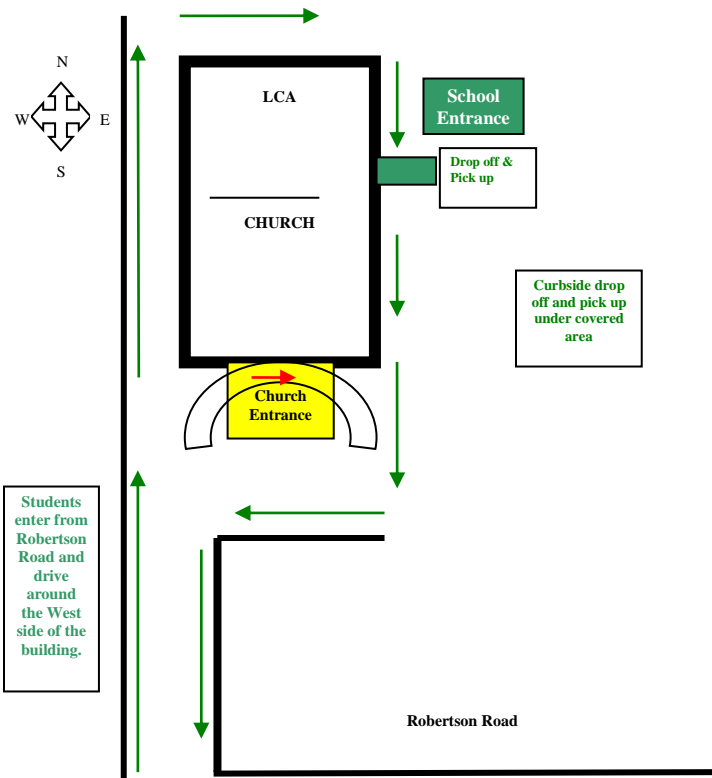 N
W
E
S
LCA
CHURCH
School
Entrance
Drop off &
Pick up
Curbside drop
off and pick up
under covered
area
Church
Entrance
Students
enter from
Robertson
Road and
drive
around
the West
side of the
building.
Robertson Road